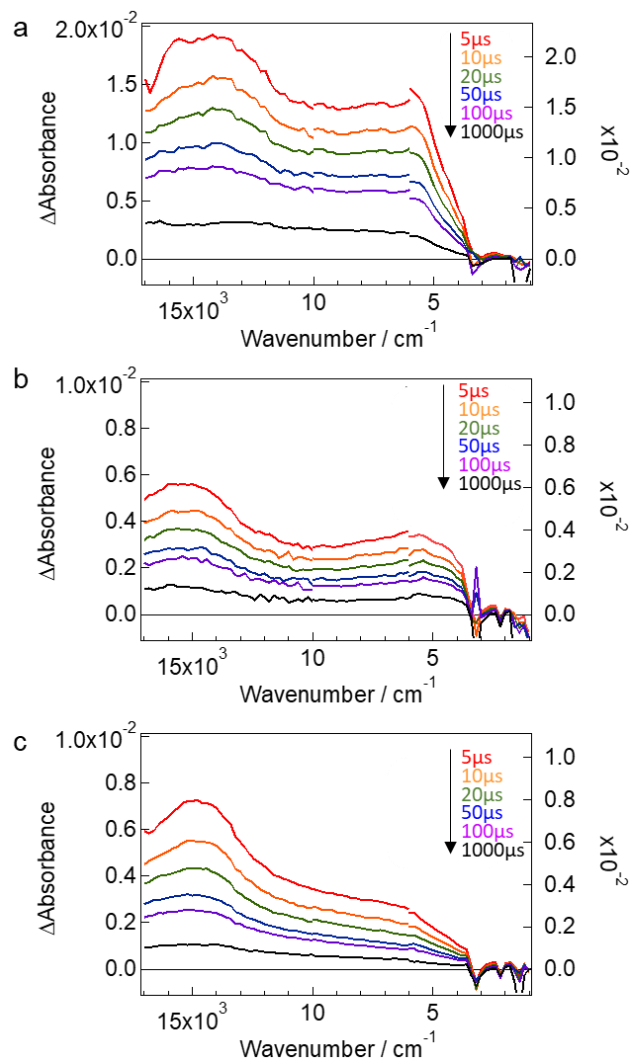 a
2.0x10⁻²
1.5
1.0
0.5
0.0
ΔAbsorbance
5μs
10μs
20μs
50μs
100μs
1000μs
2.0
1.5
1.0
0.5
0.0
x10⁻²
15x10³
10
5
Wavenumber / cm⁻¹
b
1.0x10⁻²
0.8
0.6
0.4
0.2
0.0
ΔAbsorbance
5μs
10μs
20μs
50μs
100μs
1000μs
1.0
0.8
0.6
0.4
0.2
0.0
x10⁻²
15x10³
10
5
Wavenumber / cm⁻¹
c
1.0x10⁻²
0.8
0.6
0.4
0.2
0.0
ΔAbsorbance
5μs
10μs
20μs
50μs
100μs
1000μs
1.0
0.8
0.6
0.4
0.2
0.0
x10⁻²
15x10³
10
5
Wavenumber / cm⁻¹